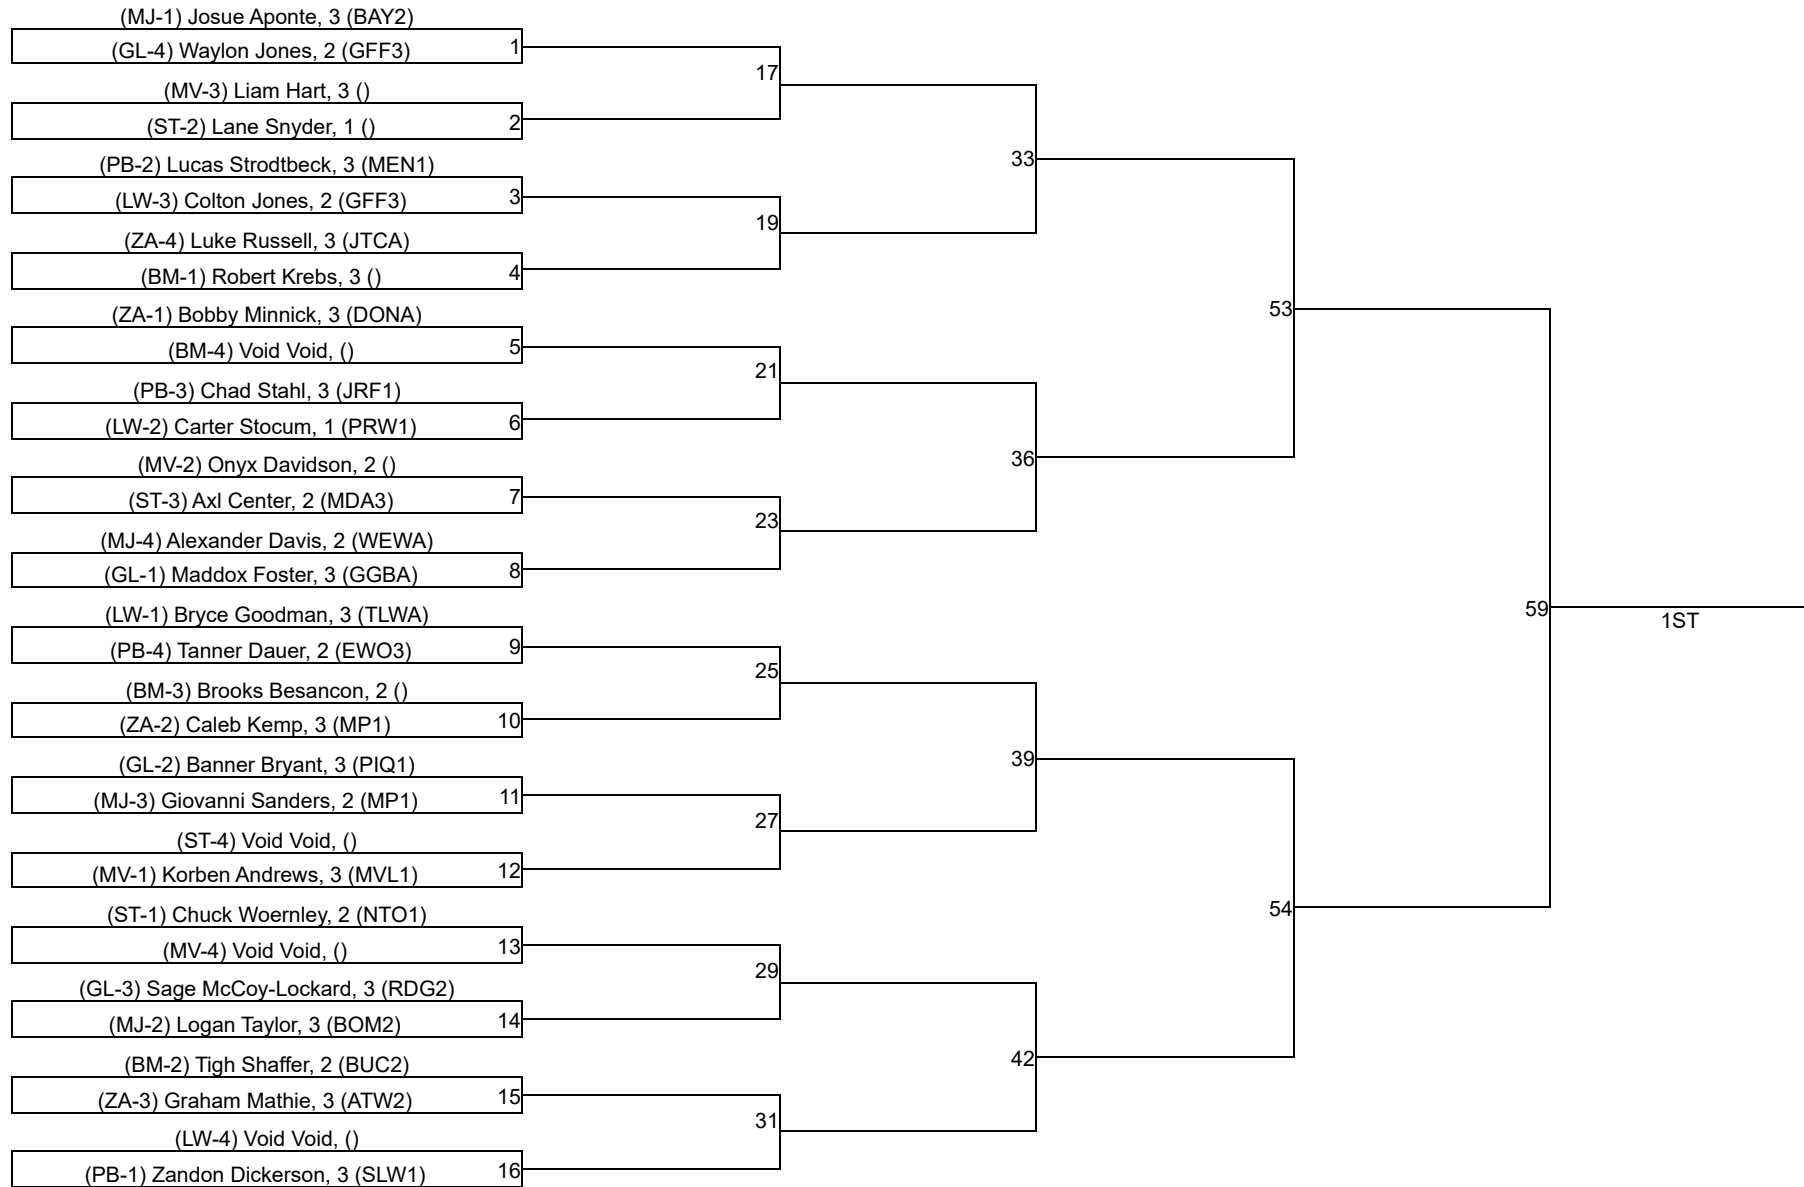 (MJ-1) Josue Aponte, 3 (BAY2)
(GL-4) Waylon Jones, 2 (GFF3)
1
17
(MV-3) Liam Hart, 3 ()
(ST-2) Lane Snyder, 1 ()
2
33
(PB-2) Lucas Strodtbeck, 3 (MEN1)
(LW-3) Colton Jones, 2 (GFF3)
3
19
(ZA-4) Luke Russell, 3 (JTCA)
(BM-1) Robert Krebs, 3 ()
4
53
(ZA-1) Bobby Minnick, 3 (DONA)
(BM-4) Void Void, ()
5
21
(PB-3) Chad Stahl, 3 (JRF1)
(LW-2) Carter Stocum, 1 (PRW1)
6
36
(MV-2) Onyx Davidson, 2 ()
(ST-3) Axl Center, 2 (MDA3)
7
23
(MJ-4) Alexander Davis, 2 (WEWA)
(GL-1) Maddox Foster, 3 (GGBA)
8
59
1ST
(LW-1) Bryce Goodman, 3 (TLWA)
(PB-4) Tanner Dauer, 2 (EWO3)
9
25
(BM-3) Brooks Besancon, 2 ()
(ZA-2) Caleb Kemp, 3 (MP1)
10
39
(GL-2) Banner Bryant, 3 (PIQ1)
(MJ-3) Giovanni Sanders, 2 (MP1)
11
27
(ST-4) Void Void, ()
(MV-1) Korben Andrews, 3 (MVL1)
12
54
(ST-1) Chuck Woernley, 2 (NTO1)
(MV-4) Void Void, ()
13
29
(GL-3) Sage McCoy-Lockard, 3 (RDG2)
(MJ-2) Logan Taylor, 3 (BOM2)
14
42
(BM-2) Tigh Shaffer, 2 (BUC2)
(ZA-3) Graham Mathie, 3 (ATW2)
15
31
(LW-4) Void Void, ()
(PB-1) Zandon Dickerson, 3 (SLW1)
16